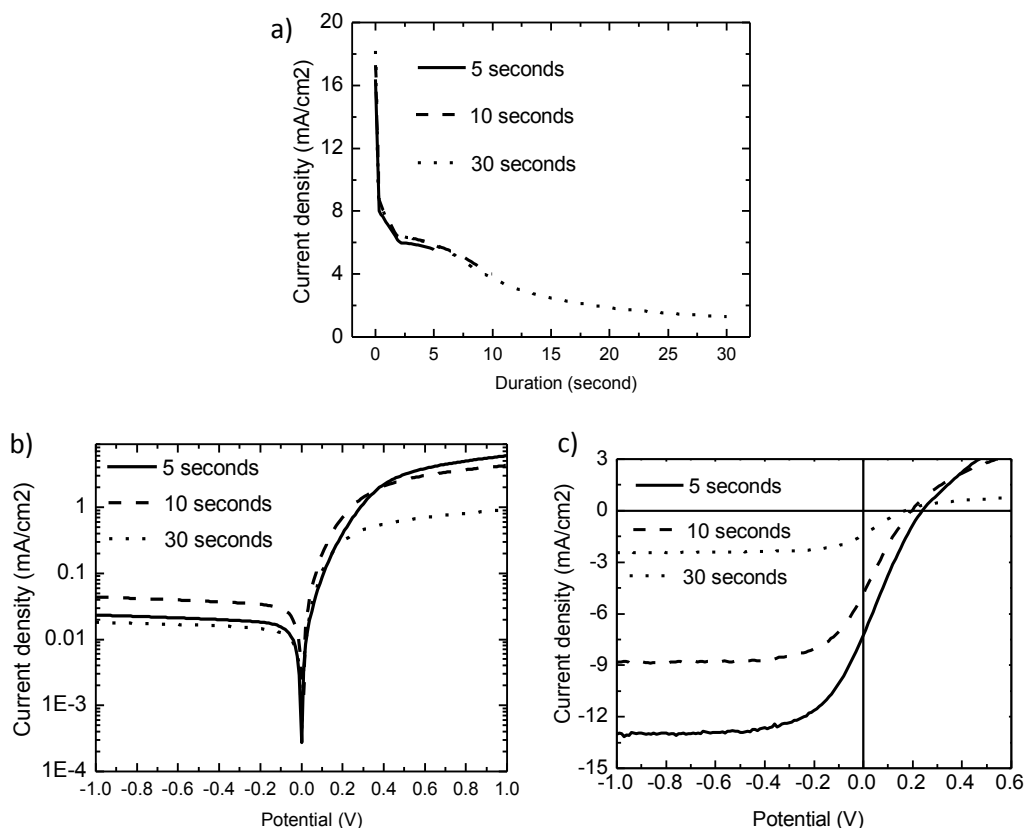 a)
20
16
12
8
4
0
Current density (mA/cm2)
5 seconds
10 seconds
30 seconds
0 5 10 15 20 25 30
Duration (second)
b)
1
0.1
0.01
1E-3
1E-4
Current density (mA/cm2)
5 seconds
10 seconds
30 seconds
-1.0 -0.8 -0.6 -0.4 -0.2 0.0 0.2 0.4 0.6 0.8 1.0
Potential (V)
c)
3
0
-3
-6
-9
-12
-15
Current density (mA/cm2)
5 seconds
10 seconds
30 seconds
-1.0 -0.8 -0.6 -0.4 -0.2 0.0 0.2 0.4 0.6
Potential (V)